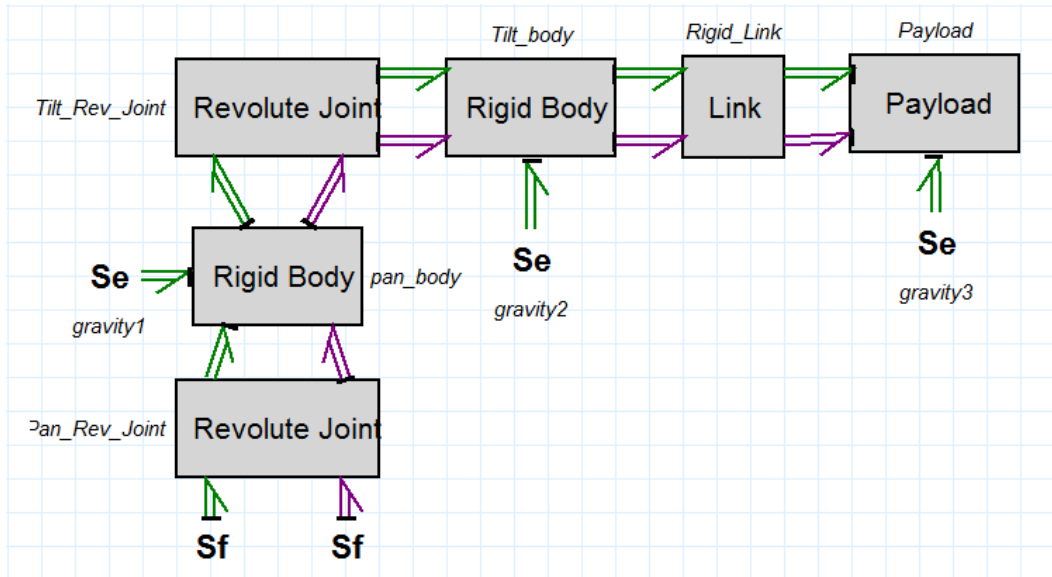 Tilt_body
Rigid_Link
Payload
Tilt_Rev_Joint
Revolute Joint
Rigid Body
Link
Payload
Se
gravity1
Rigid Body
pan_body
Se
gravity2
Se
gravity3
Pan_Rev_Joint
Revolute Joint
Sf
Sf